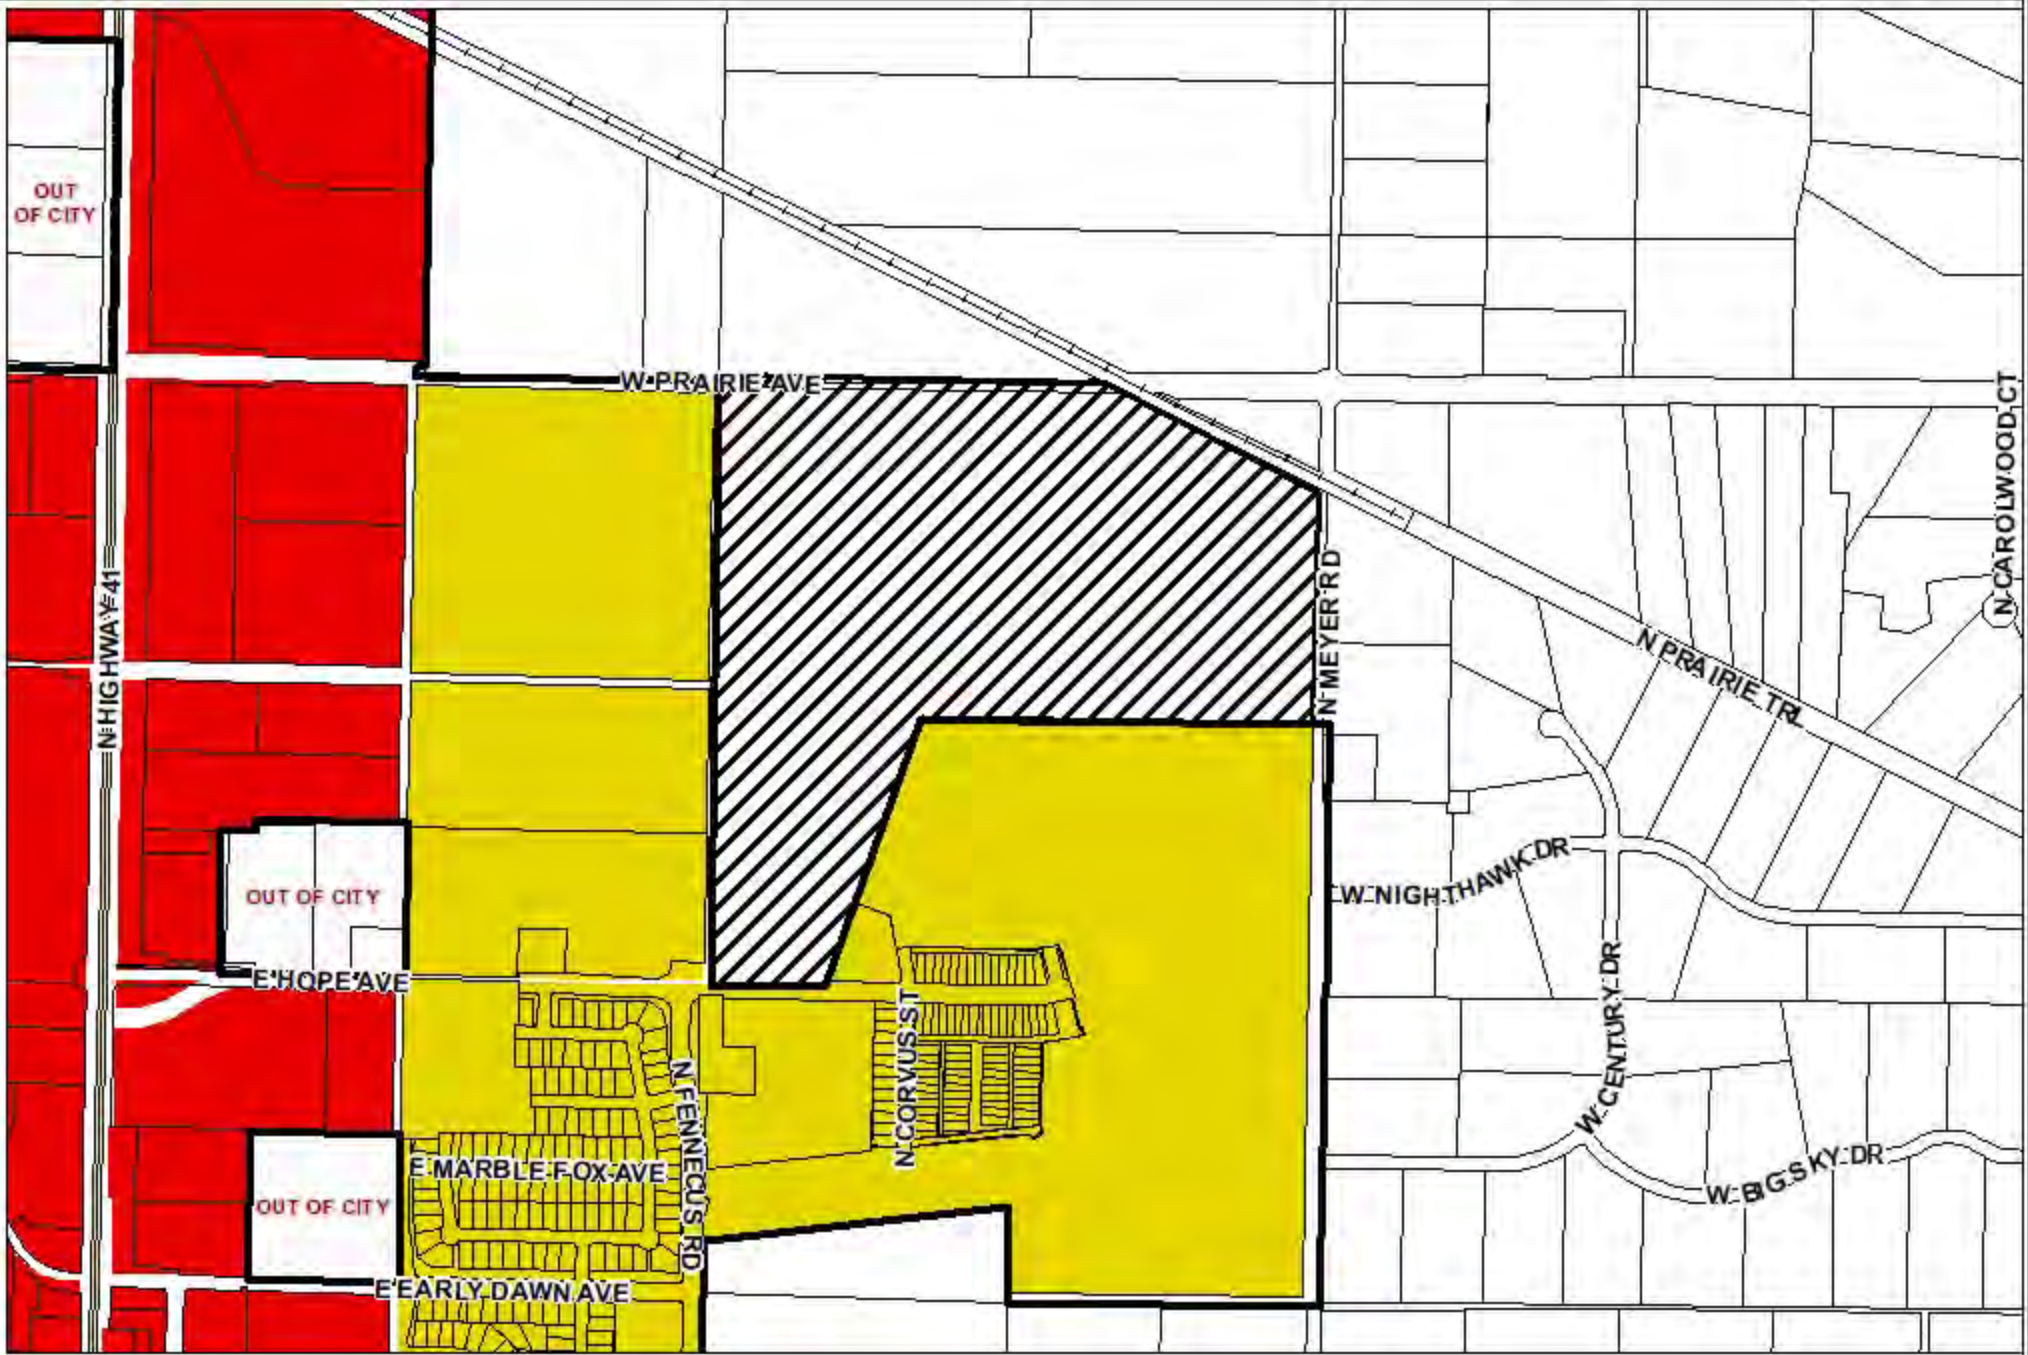 OUT
OF CITY
W PRAIRIE AVE
N CAROLWOOD CT
N HIGHWAY 41
N MEYER RD
N PRAIRIE TRL
OUT OF CITY
W NIGHTHAWK DR
E HOPE AVE
N CORVUS ST
W CENTURY DR
N FENNECUS RD
E MARBLE FOX AVE
W BIG SKY DR
OUT OF CITY
E EARLY DAWN AVE